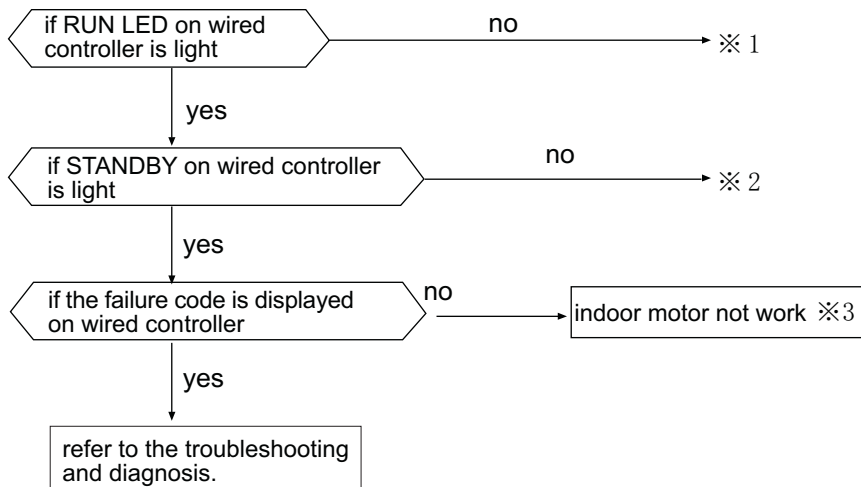 if RUN LED on wired
controller is light
no
※1
yes
if STANDBY on wired controller
is light
no
※2
yes
if the failure code is displayed
on wired controller
no
indoor motor not work ※3
yes
refer to the troubleshooting
and diagnosis.